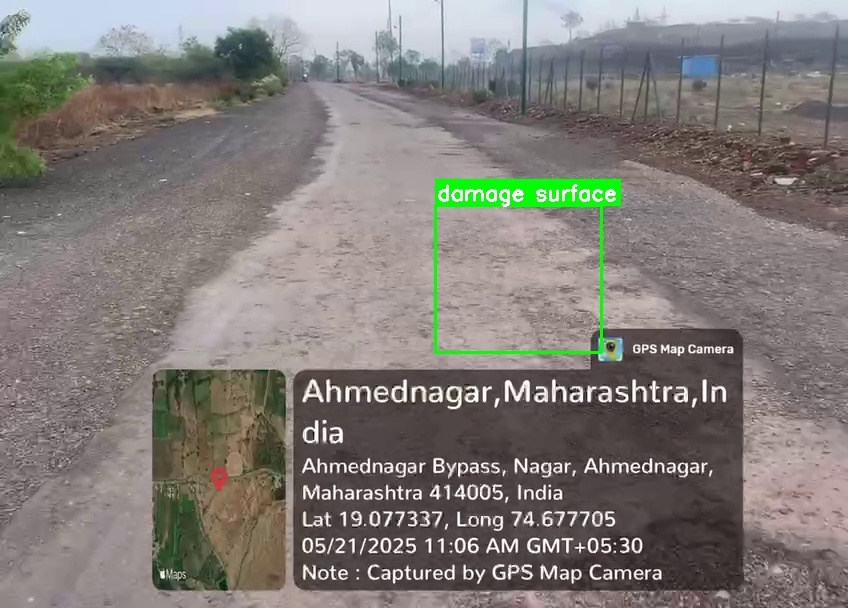 damage surface
GPS Map Camera
Ahmednagar,Maharashtra,In
dia
Ahmednagar Bypass, Nagar, Ahmednagar,
Maharashtra 414005, India
Lat 19.077337, Long 74.677705
05/21/2025 11:06 AM GMT+05:30
Note : Captured by GPS Map Camera
Maps